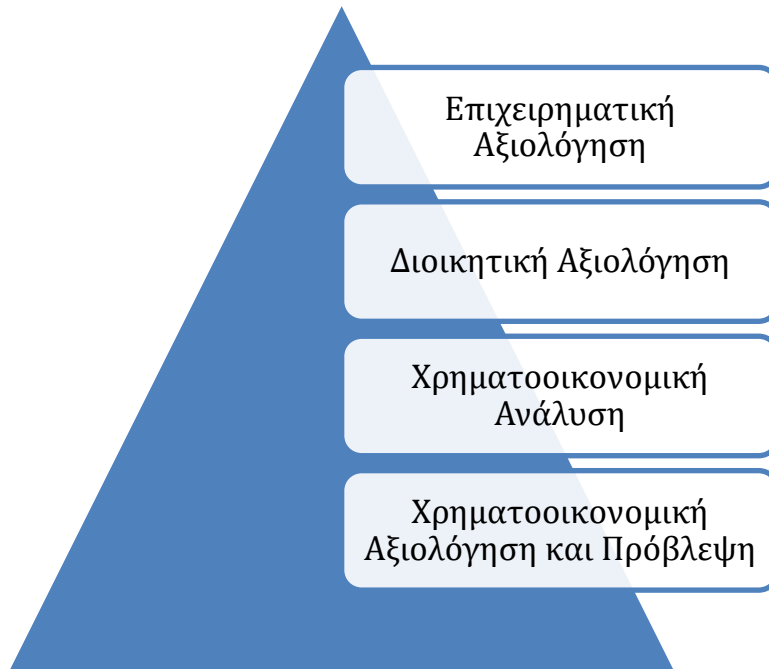 Επιχειρηματική
Αξιολόγηση
Διοικητική Αξιολόγηση
Χρηματοοικονομική
Ανάλυση
Χρηματοοικονομική
Αξιολόγηση και Πρόβλεψη